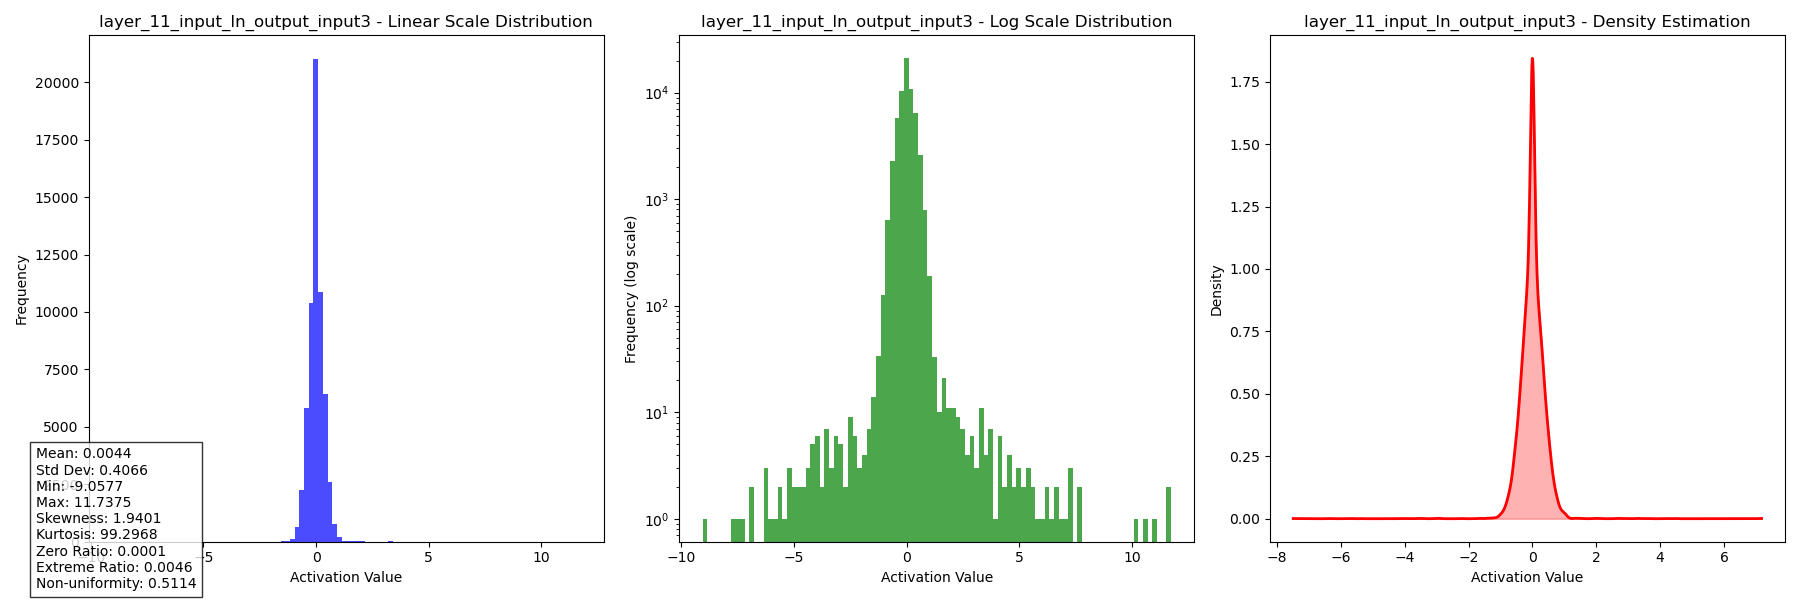 layer_11_input_ln_output_input3 - Linear Scale Distribution
20000
17500
15000
12500
10000
7500
5000
Frequency
−5
0
5
10
Activation Value
Mean: 0.0044
Std Dev: 0.4066
Min: -9.0577
Max: 11.7375
Skewness: 1.9401
Kurtosis: 99.2968
Zero Ratio: 0.0001
Extreme Ratio: 0.0046
Non-uniformity: 0.5114
layer_11_input_ln_output_input3 - Log Scale Distribution
10⁴
10³
10²
10¹
10⁰
Frequency (log scale)
−10
−5
0
5
10
Activation Value
layer_11_input_ln_output_input3 - Density Estimation
1.75
1.50
1.25
1.00
0.75
0.50
0.25
0.00
Density
−8
−6
−4
−2
0
2
4
6
Activation Value